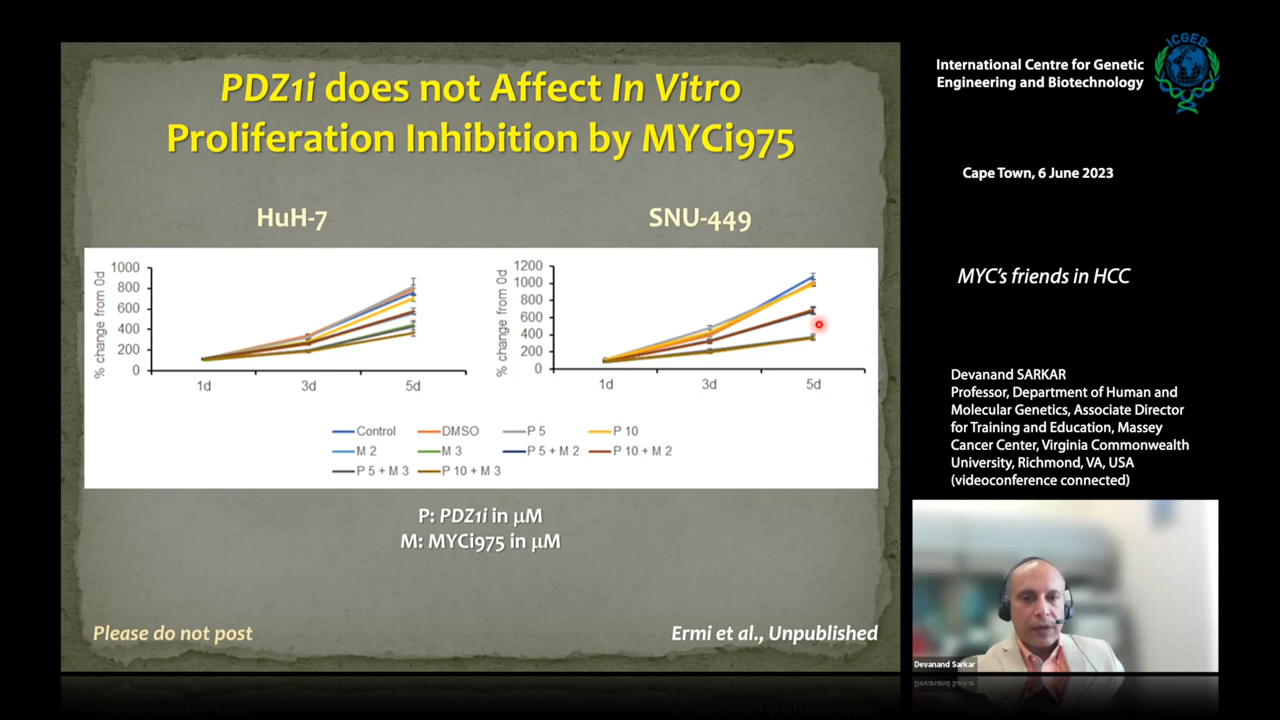 PDZ1i does not Affect In Vitro
Proliferation Inhibition by MYCi975
HuH-7
SNU-449
% change from 0d
1000
800
600
400
200
0
1d
3d
5d
% change from 0d
1200
1000
800
600
400
200
0
1d
3d
5d
Control
DMSO
P 5
P 10
M 2
M 3
P 5 + M 2
P 10 + M 2
P 5 + M 3
P 10 + M 3
P: PDZ1i in μM
M: MYCi975 in μM
Please do not post
Ermi et al., Unpublished
International Centre for Genetic
Engineering and Biotechnology
ICGEB
Cape Town, 6 June 2023
MYC’s friends in HCC
Devanand SARKAR
Professor, Department of Human and
Molecular Genetics, Associate Director
for Training and Education, Massey
Cancer Center, Virginia Commonwealth
University, Richmond, VA, USA
(videoconference connected)
Devanand Sarkar